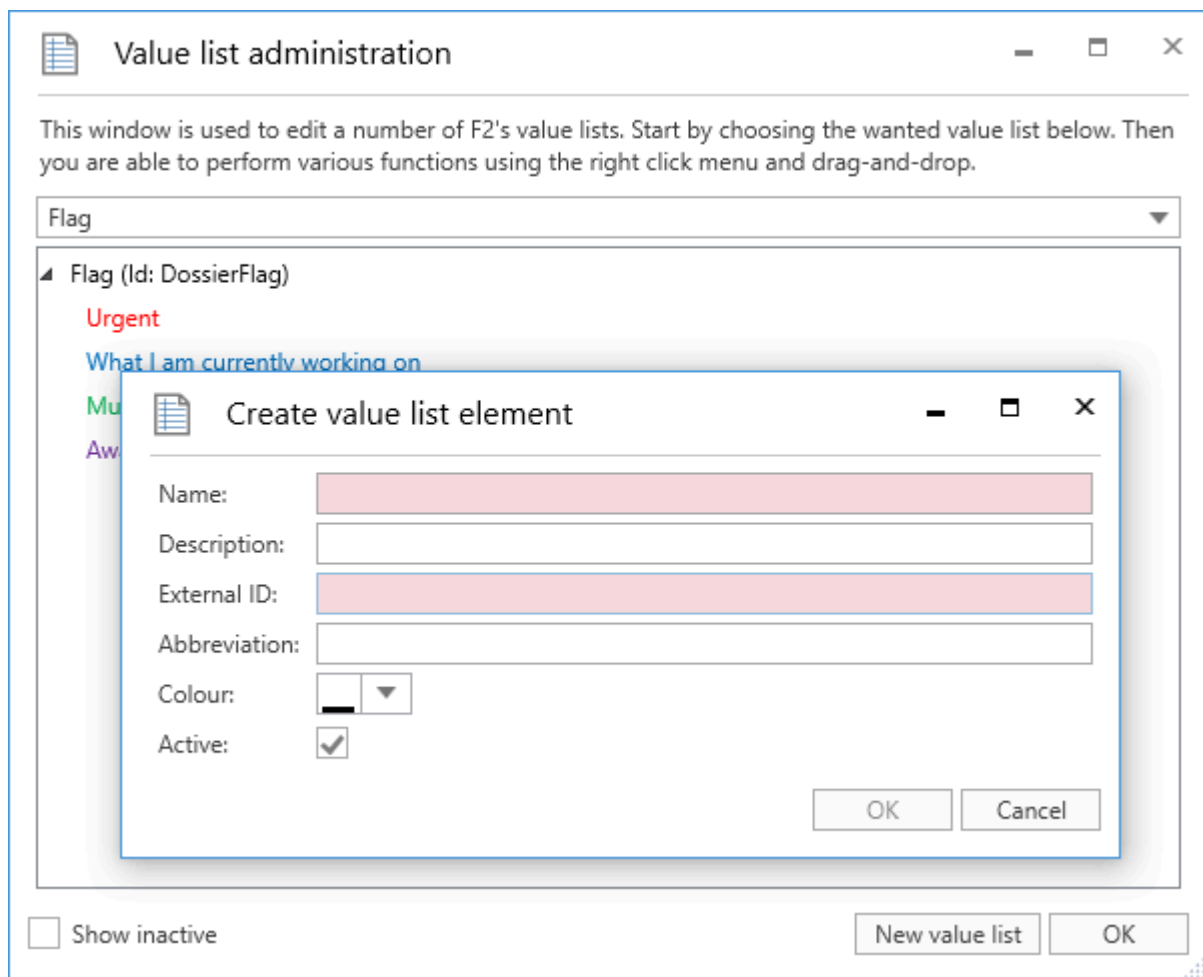 Value list administration
This window is used to edit a number of F2's value lists. Start by choosing the wanted value list below. Then
you are able to perform various functions using the right click menu and drag-and-drop.
Flag
Flag (Id: DossierFlag)
Urgent
What I am currently working on
Mu
Create value list element
Name:
Description:
External ID:
Abbreviation:
Colour:
Active:
OK Cancel
Show inactive
New value list OK